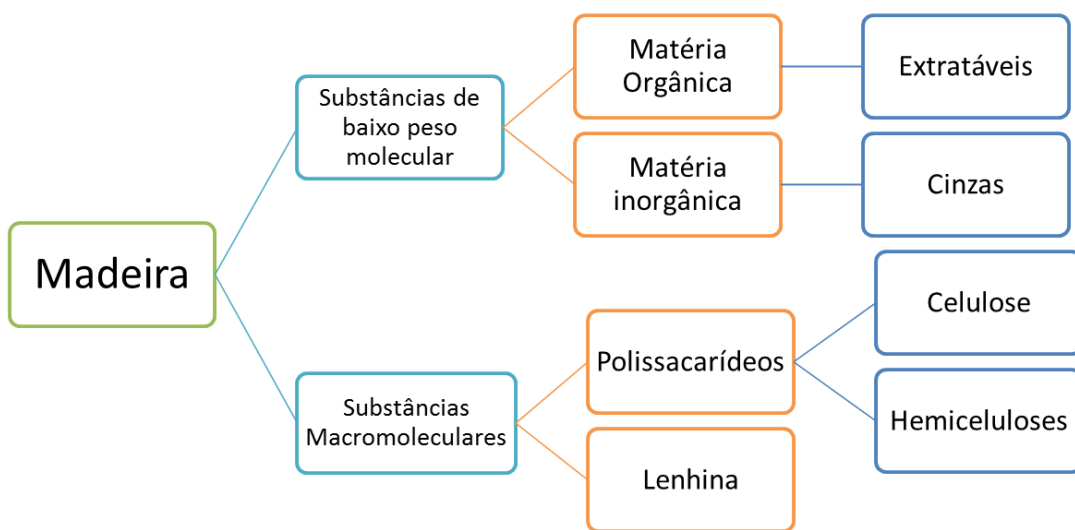 Madeira
Substâncias de
baixo peso
molecular
Matéria
Orgânica
Extratáveis
Matéria
inorgânica
Cinzas
Substâncias
Macromoleculares
Polissacarídeos
Celulose
Hemiceluloses
Lenhina